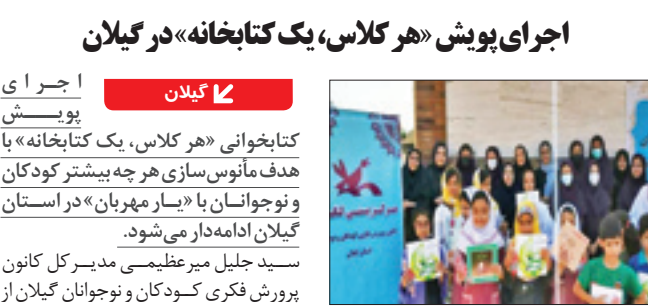 اجرای پویش «هر کلاس، یک کتابخانه» در گیلان
گیلان
اجرای
پویش
کتابخوانی «هر کلاس، یک کتابخانه» با
هدف مأنوس‌سازی هر چه بیشتر کودکان
و نوجوانان با «یار مهربان» در استان
گیلان ادامه‌دار می‌شود.
سید جلیل میرعظیمی مدیرکل کانون
پرورش فکری کودکان و نوجوانان گیلان از